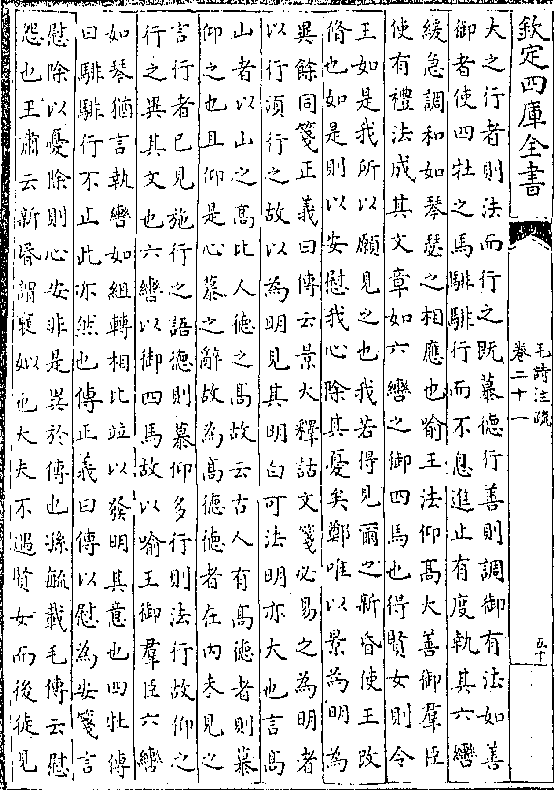 欽定四庫全書
毛詩注疏
卷二十一
五十
大之行者則法而行之既慕德行善則調御有法如善
御者使四牡之馬騑騑行而不息進止有度執其六轡
緩急調和如琴瑟之相應也喻王法仰高大善御羣臣
使有禮法成其文章如六轡之御四馬也得賢女則令
王如是我所以願見之也我若得見爾之新昏使王改
脩也如是則以安慰我心除其憂矣鄭唯以景為明為
異餘同箋正義曰傳云景大釋詁文箋必易之為明者
以行須行之故以為明見其明白可法明亦大也言高
山者以山之高比人德之高故云古人有高德者則慕
仰之也且仰是心慕之辭故為高德德者在内未見之
言行者已見施行之語德則慕仰多行則法行故仰之
行之異其文也六轡以御四馬故以喻王御羣臣六轡
如琴猶言執轡如組轉相比竝以發明其意也四牡傳
曰騑騑行不止此亦然也傳正義曰傳以慰為安箋言
慰除以憂除則心安非是異於傳也孫毓載毛傳云慰
怨也王肅云新昏謂襃姒也大夫不遇賢女而後徒見